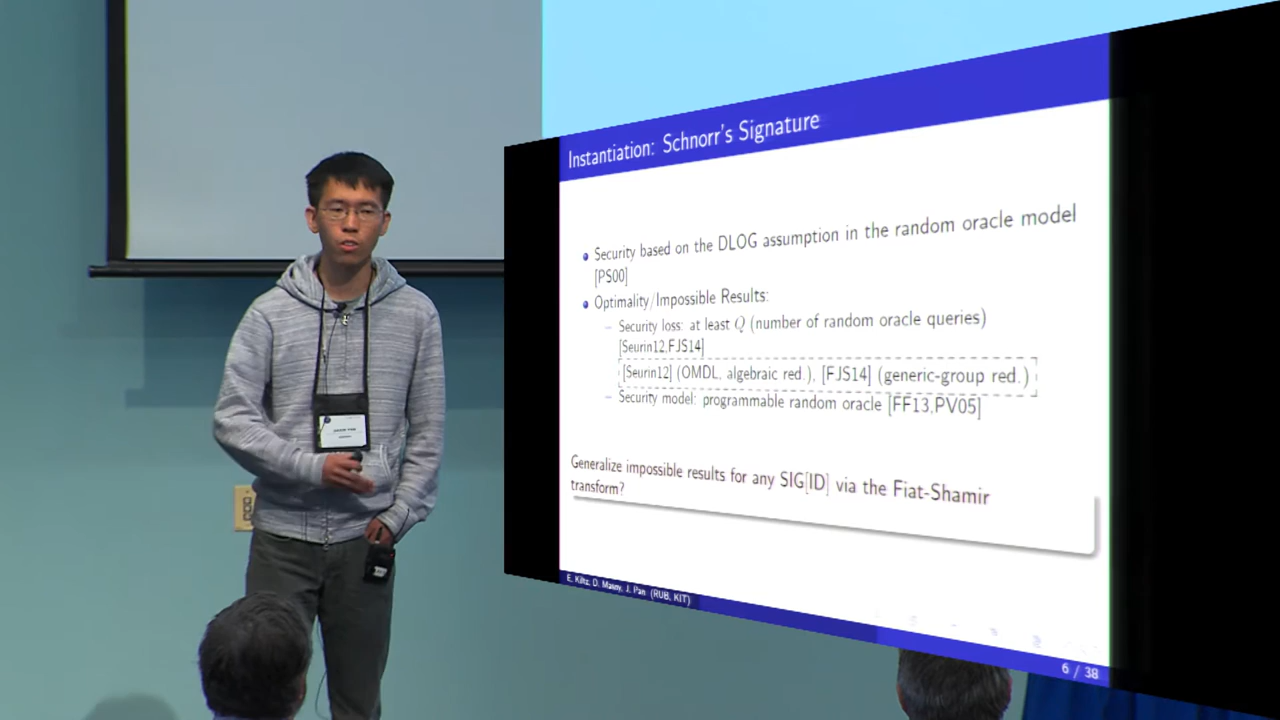 Instantiation: Schnorr's Signature
Security based on the DLOG assumption in the random oracle model
[PS00]
Optimality/Impossible Results:
Security loss: at least Q (number of random oracle queries)
[Seurin12,FJS14]
[Seurin12] (OMDL, algebraic red.), [FJS14] (generic-group red.)
Security model: programmable random oracle [FF13,PV05]
Generalize impossible results for any SIG[ID] via the Fiat-Shamir
transform?
E. Kiltz, D. Masny, J. Pan (RUB, KIT)
6 / 38